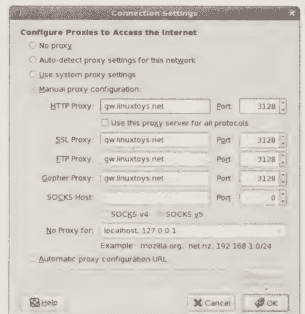 Connection Settings
Configure Proxies to Access the Internet
No proxy
Auto-detect proxy settings for this network
Use system proxy settings
Manual proxy configuration:
HTTP Proxy: gw.linuxtoys.net Port: 3128
Use this proxy server for all protocols
SSL Proxy: gw.linuxtoys.net Port 3128
FTP Proxy: gw.linuxtoys.net Port 3128
Gopher Proxy: gw.linuxtoys.net Port 3128
SOCKS Host: Port 0
SOCKS v4 SOCKS v5
No Proxy for: localhost, 127.0.0.1
Example: .mozilla.org, .net.nz, 192.168.1.0/24
Automatic proxy configuration URL:
Help Cancel OK